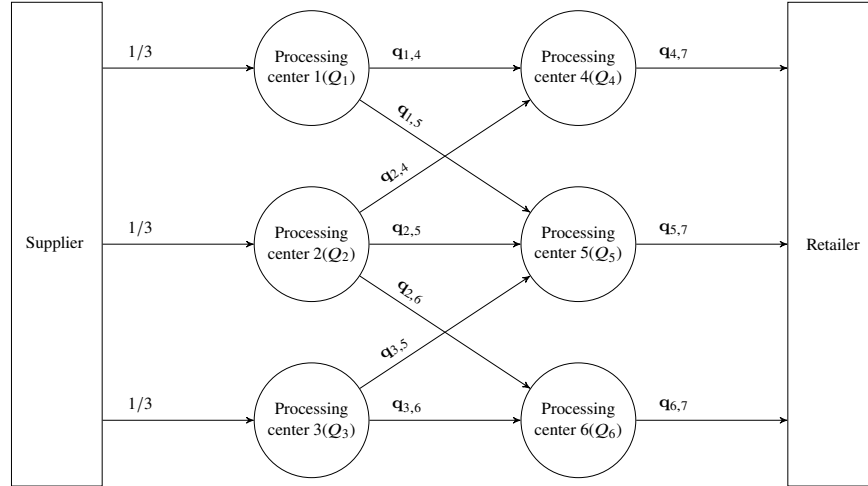 Supplier
1/3
Processing
center 1(Q₁)
q₁,₄
q₁,₅
Processing
center 4(Q₄)
q₄,₇
1/3
Processing
center 2(Q₂)
q₂,₄
q₂,₅
q₂,₆
Processing
center 5(Q₅)
q₅,₇
1/3
Processing
center 3(Q₃)
q₃,₅
q₃,₆
Processing
center 6(Q₆)
q₆,₇
Retailer